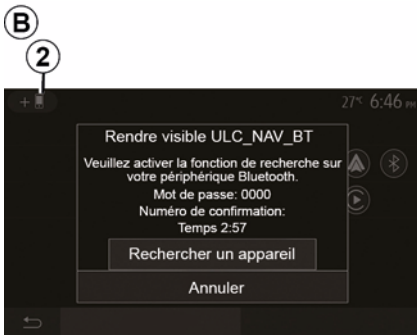 B
2
+
27°C 6:46 PM
Rendre visible ULC_NAV_BT
Veuillez activer la fonction de recherche sur
votre périphérique Bluetooth.
Mot de passe: 0000
Numéro de confirmation:
Temps 2:57
Rechercher un appareil
Annuler